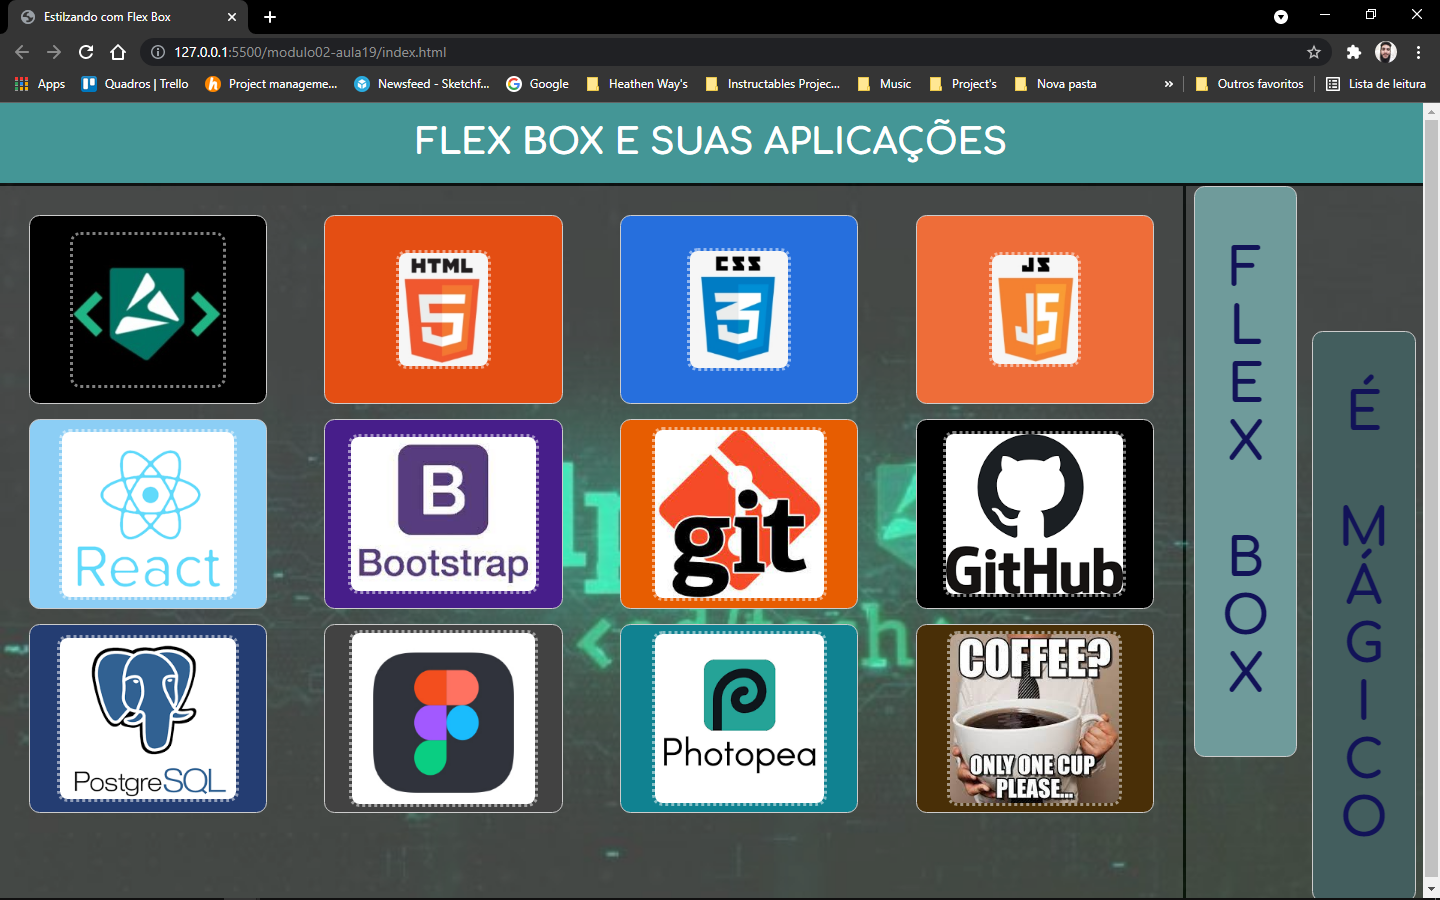 Estilzando com Flex Box
127.0.0.1:5500/modulo02-aula19/index.html
Apps
Quadros | Trello
Project manageme...
Newsfeed - Sketchf...
Google
Heathen Way's
Instructables Projec...
Music
Project's
Nova pasta
»
Outros favoritos
Lista de leitura
FLEX BOX E SUAS APLICAÇÕES
HTML
5
CSS
3
JS
JS
React
B
Bootstrap
git
GitHub
PostgreSQL
Photopea
COFFEE?
ONLY ONE CUP
PLEASE...
F
L
E
X
B
O
X
É
M
Á
G
I
C
O